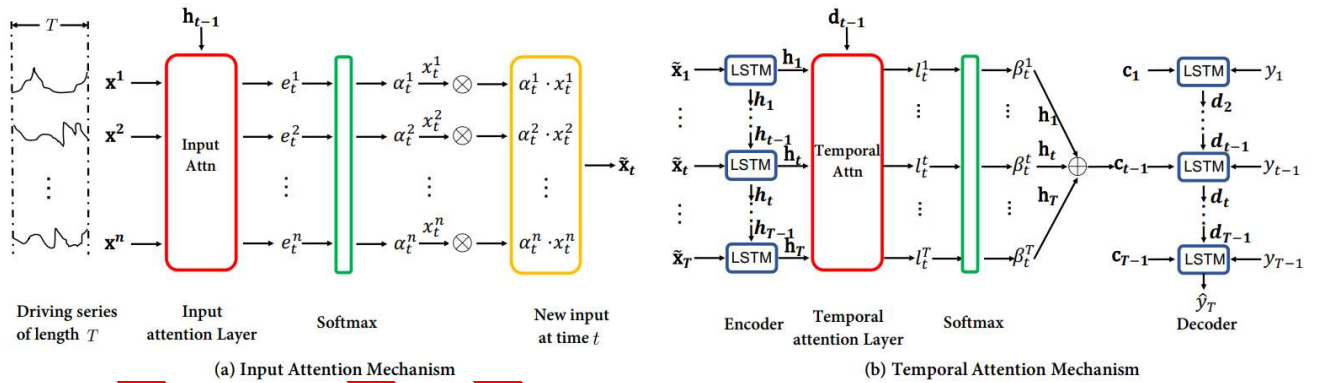 T
h_{t-1}
x^1
e_t^1
α_t^1
x_t^1
⊗
α_t^1 · x_t^1
x^2
Input
Attn
e_t^2
α_t^2
x_t^2
⊗
α_t^2 · x_t^2
x̃_t
⋮ ⋮ ⋮ ⋮
x^n
e_t^n
α_t^n
x_t^n
⊗
α_t^n · x_t^n
Driving series
of length T
Input
attention Layer
Softmax
New input
at time t
(a) Input Attention Mechanism
d_{t-1}
x̃_1
LSTM
h_1
l_t^1
β_t^1
c_1
LSTM
y_1
h_1
h_1
d_2
h_{t-1}
d_{t-1}
x̃_t
LSTM
h_t
Temporal
Attn
l_t^t
β_t^t
h_t
⊕
c_{t-1}
LSTM
y_{t-1}
h_t
h_T
d_t
h_{T-1}
d_{T-1}
x̃_T
LSTM
h_T
l_t^T
β_t^T
c_{T-1}
LSTM
y_{T-1}
ŷ_T
Encoder
Temporal
attention Layer
Softmax
Decoder
(b) Temporal Attention Mechanism